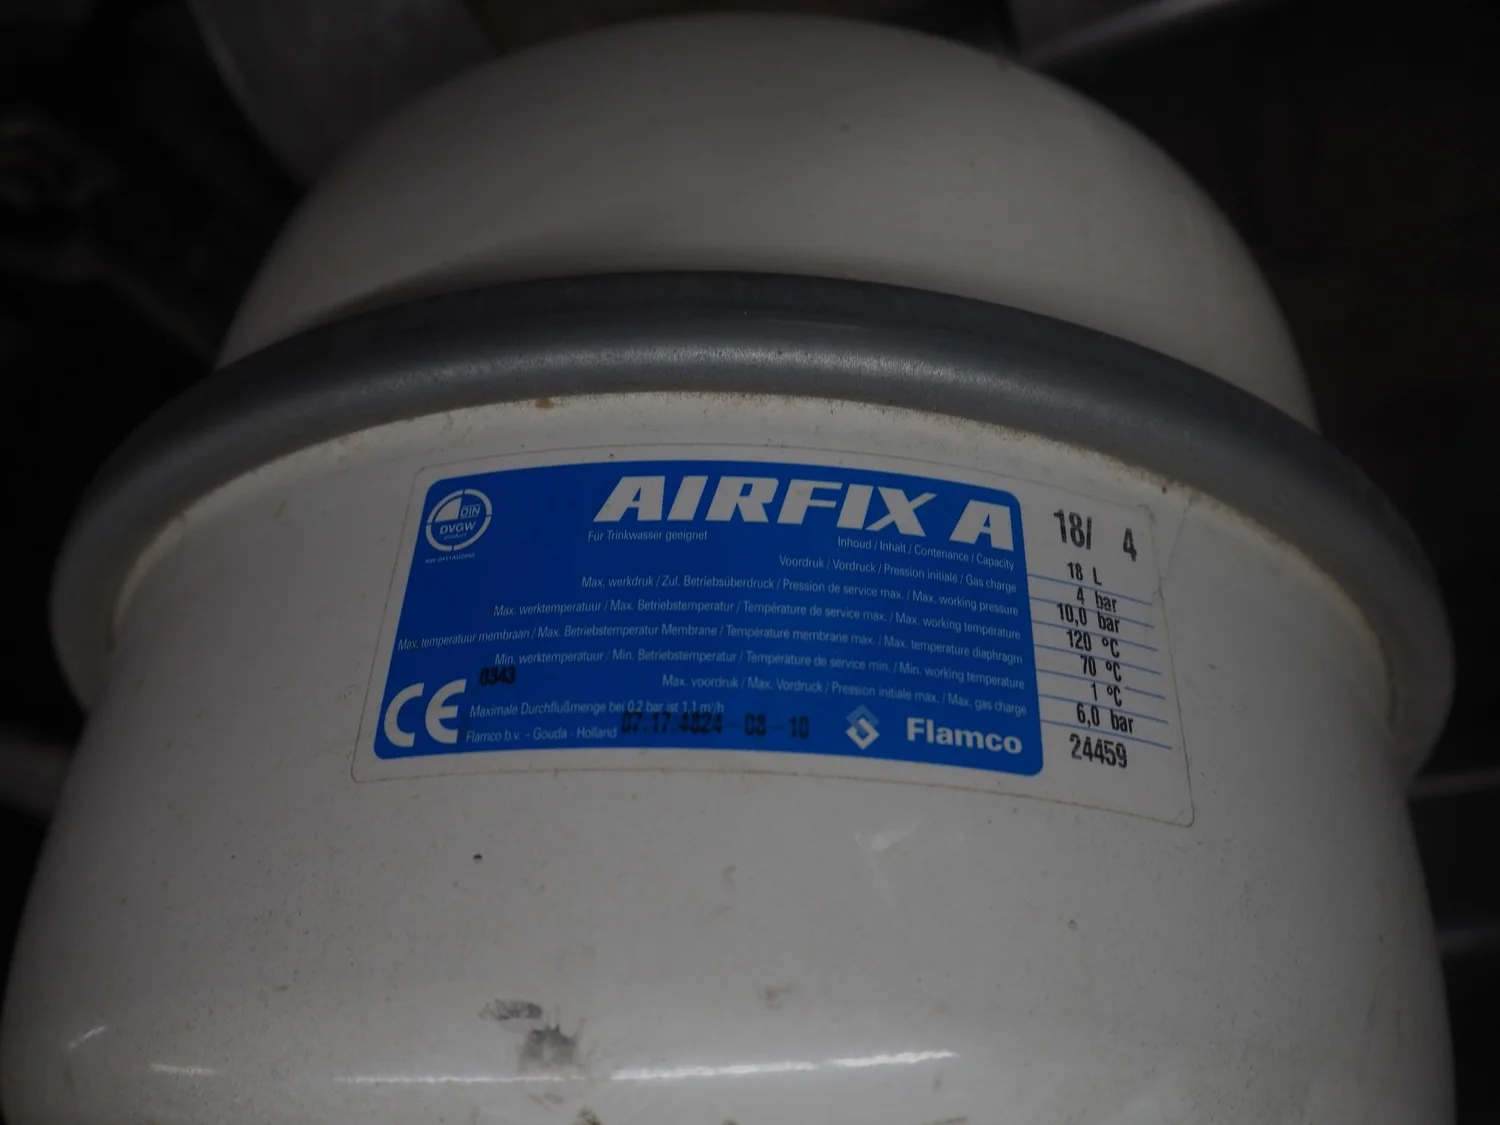 DIN
DVGW
product
AIRFIX A 18/ 4
Für Trinkwasser geeignet
Inhoud / Inhalt / Contenance / Capacity 18 L
Voordruk / Vordruck / Pression initiale / Gas charge 4 bar
Max. werkdruk / Zul. Betriebsüberdruck / Pression de service max. / Max. working pressure 10,0 bar
Max. werktemperatuur / Max. Betriebstemperatur / Température de service max. / Max. working temperature 120 °C
Max. temperatuur membraan / Max. Betriebstemperatur Membrane / Température membrane max. / Max. temperature diaphragm 70 °C
Min. werktemperatuur / Min. Betriebstemperatur / Température de service min. / Min. working temperature 1 °C
0343
Max. voordruk / Max. Vordruck / Pression initiale max. / Max. gas charge 6,0 bar
CE
Maximale Durchflußmenge bei 0.2 bar ist 1,1 m³/h
Flamco b.v. - Gouda - Holland 07.17.4824-08-10
Flamco 24459